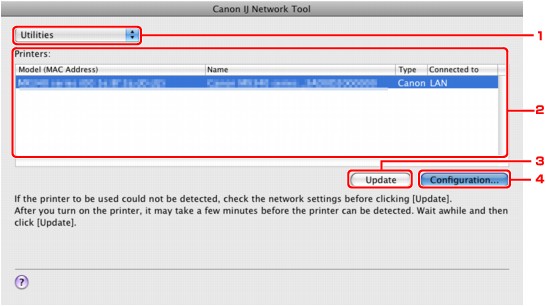 Canon IJ Network Tool
Utilities
1
Printers:
Model (MAC Address) Name Type Connected to
Canon LAN
2
3
Update Configuration...
4
If the printer to be used could not be detected, check the network settings before clicking [Update].
After you turn on the printer, it may take a few minutes before the printer can be detected. Wait awhile and then
click [Update].
?